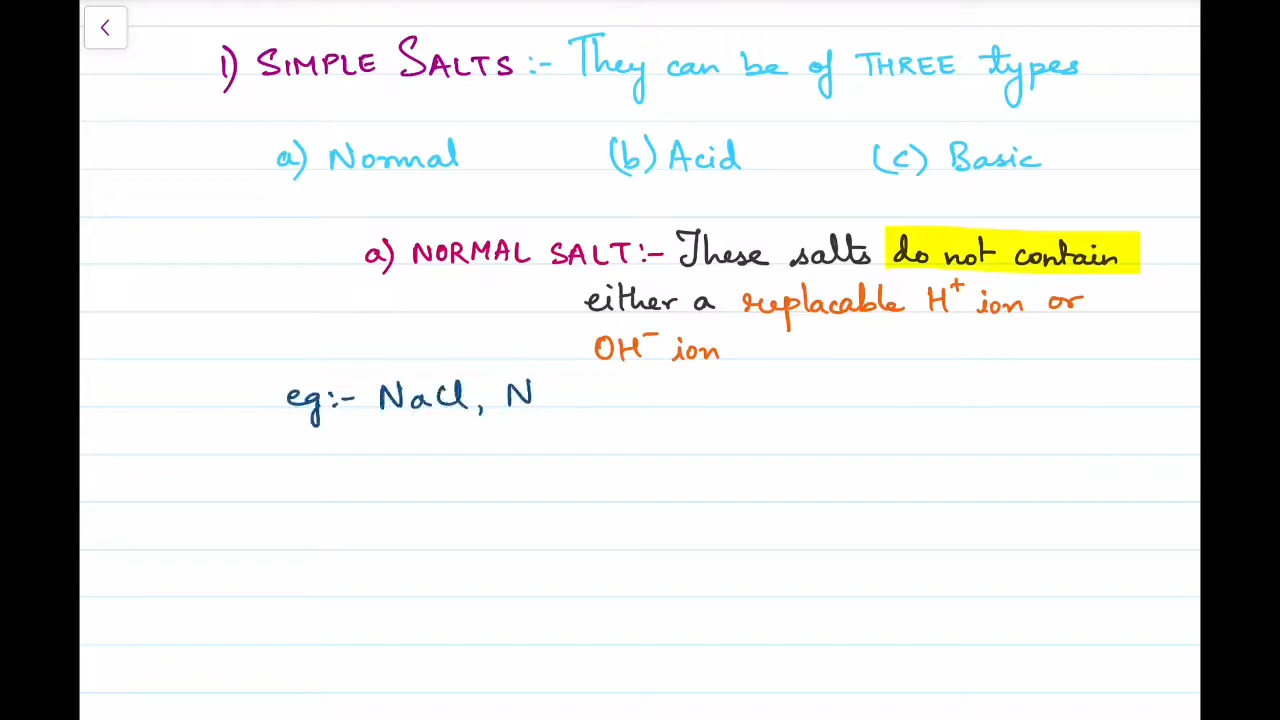 1) SIMPLE SALTS :- They can be of THREE types
a) Normal (b) Acid (c) Basic
a) NORMAL SALT :- These salts do not contain
either a replacable H⁺ ion or
OH⁻ ion
eg :- NaCl, N